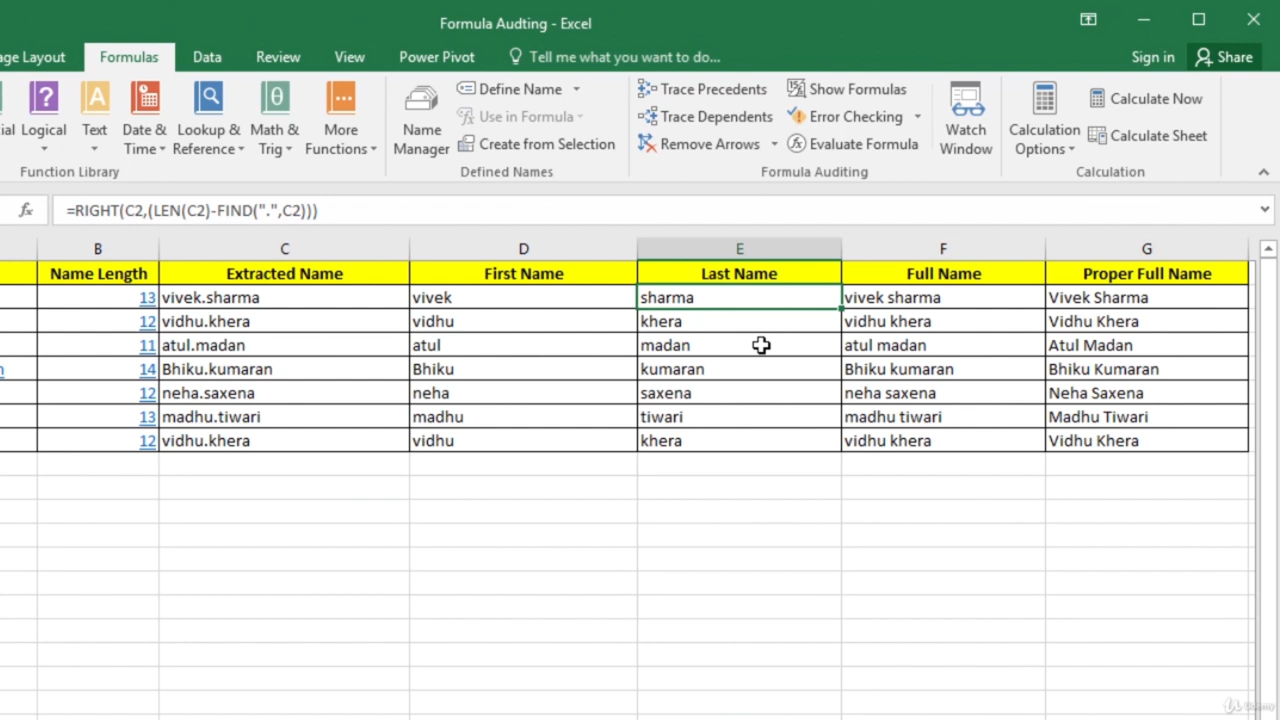 Formula Audting - Excel
age Layout Formulas Data Review View Power Pivot Tell me what you want to do... Sign in Share
ial Logical Text Date & Time Lookup & Reference Math & Trig More Functions
Function Library
Name Manager Define Name Use in Formula Create from Selection
Defined Names
Trace Precedents Show Formulas
Trace Dependents Error Checking
Remove Arrows Evaluate Formula
Watch Window
Formula Auditing
Calculation Options Calculate Now Calculate Sheet
Calculation
fx =RIGHT(C2,(LEN(C2)-FIND(".",C2)))
B C D E F G
Name Length Extracted Name First Name Last Name Full Name Proper Full Name
13 vivek.sharma vivek sharma vivek sharma Vivek Sharma
12 vidhu.khera vidhu khera vidhu khera Vidhu Khera
11 atul.madan atul madan atul madan Atul Madan
n 14 Bhiku.kumaran Bhiku kumaran Bhiku kumaran Bhiku Kumaran
12 neha.saxena neha saxena neha saxena Neha Saxena
13 madhu.tiwari madhu tiwari madhu tiwari Madhu Tiwari
12 vidhu.khera vidhu khera vidhu khera Vidhu Khera
Udemy